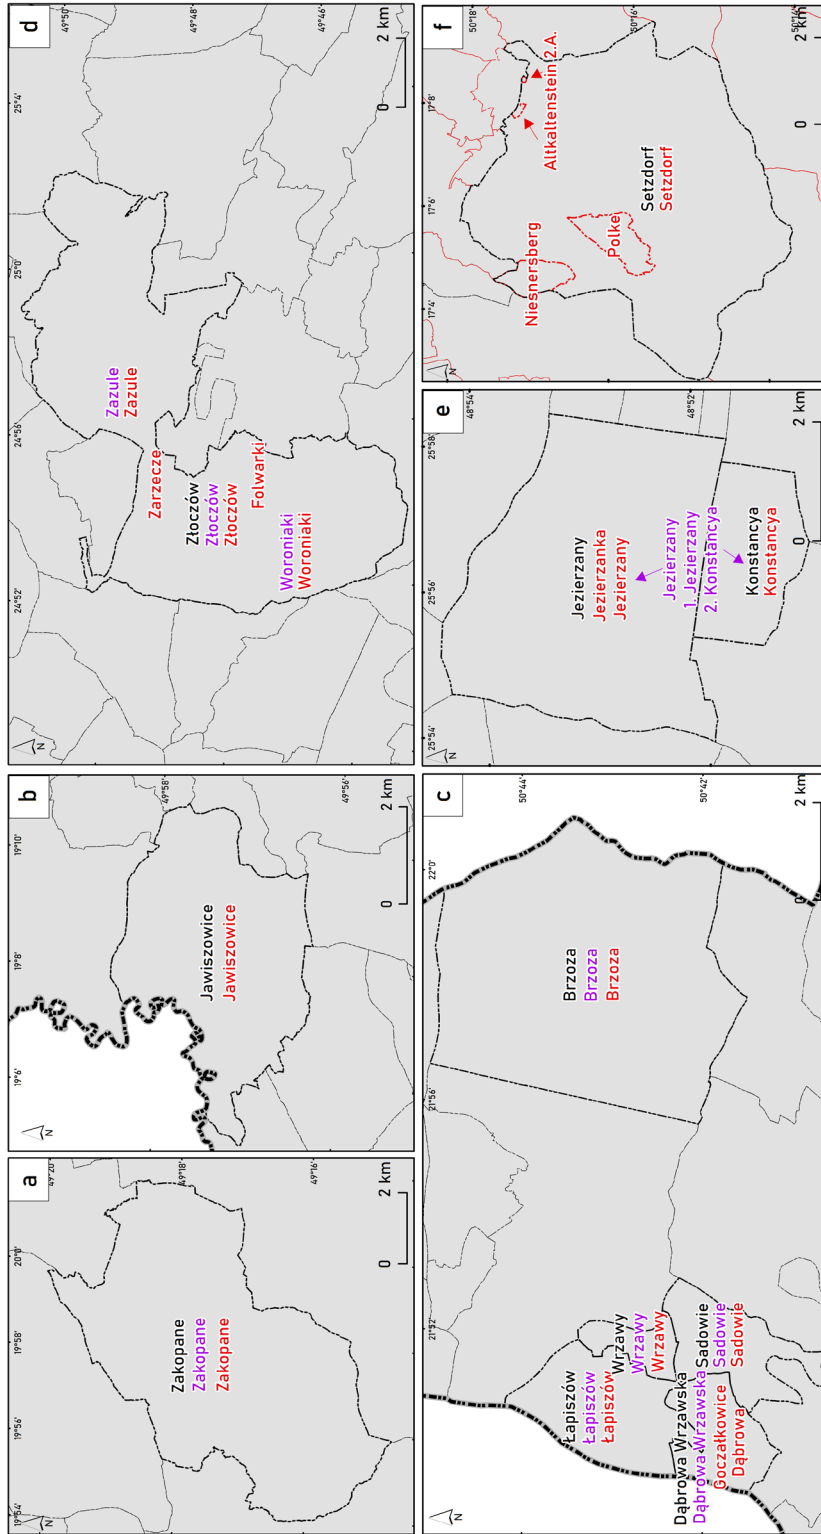 a
19°54'
19°56'
19°58'
20°0'
49°20'
49°18'
49°16'
N
Zakopane
Zakopane
Zakopane
0 2 km
b
19°6'
19°8'
19°10'
49°58'
49°56'
N
Jawiszowice
Jawiszowice
0 2 km
d
24°52'
24°56'
25°0'
25°4'
49°50'
49°48'
49°46'
N
Zazule
Zazule
Zarzecze
Złoczów
Złoczów
Złoczów
Folwarki
Woroniaki
Woroniaki
0 2 km
c
21°52'
21°56'
22°0'
50°44'
50°42'
N
Łapiszów
Łapiszów
Łapiszów
Wrzawy
Wrzawy
Wrzawy
Dąbrowa Wrzawska
Dąbrowa Wrzawska
Goczałkowice
Dąbrowa
Sadowie
Sadowie
Sadowie
Brzoza
Brzoza
Brzoza
0 2 km
e
25°54'
25°56'
25°58'
48°54'
48°52'
N
Jezierzany
Jezierzanka
Jezierzany
Jezierzany
1. Jezierzany
2. Konstancya
Konstancya
Konstancya
0 2 km
f
17°4'
17°6'
17°8'
50°18'
50°16'
50°14'
N
Niesnersberg
Altkaltenstein 2.A.
Polke
Setzdorf
Setzdorf
0 2 km